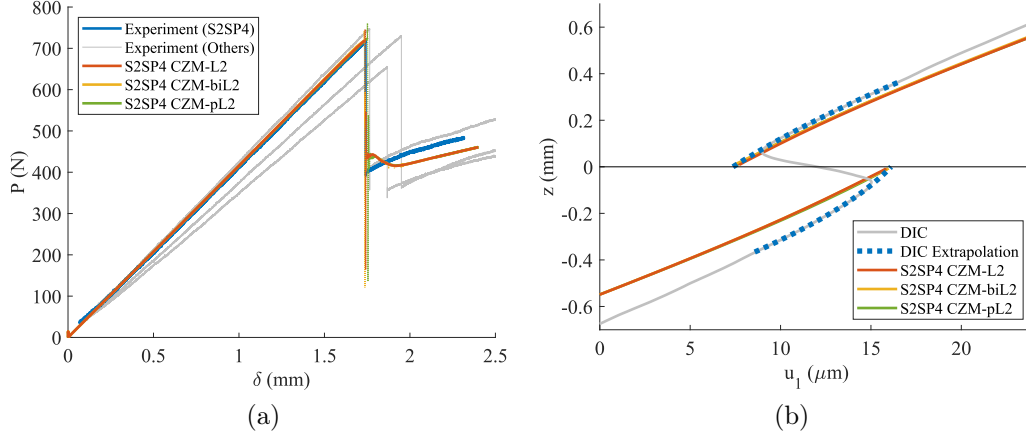 800
700
600
500
400
300
200
100
0
P (N)
Experiment (S2SP4)
Experiment (Others)
S2SP4 CZM-L2
S2SP4 CZM-biL2
S2SP4 CZM-pL2
0 0.5 1 1.5 2 2.5
δ (mm)
(a)
0.6
0.4
0.2
0
-0.2
-0.4
-0.6
z (mm)
DIC
DIC Extrapolation
S2SP4 CZM-L2
S2SP4 CZM-biL2
S2SP4 CZM-pL2
0 5 10 15 20
u1 (μm)
(b)